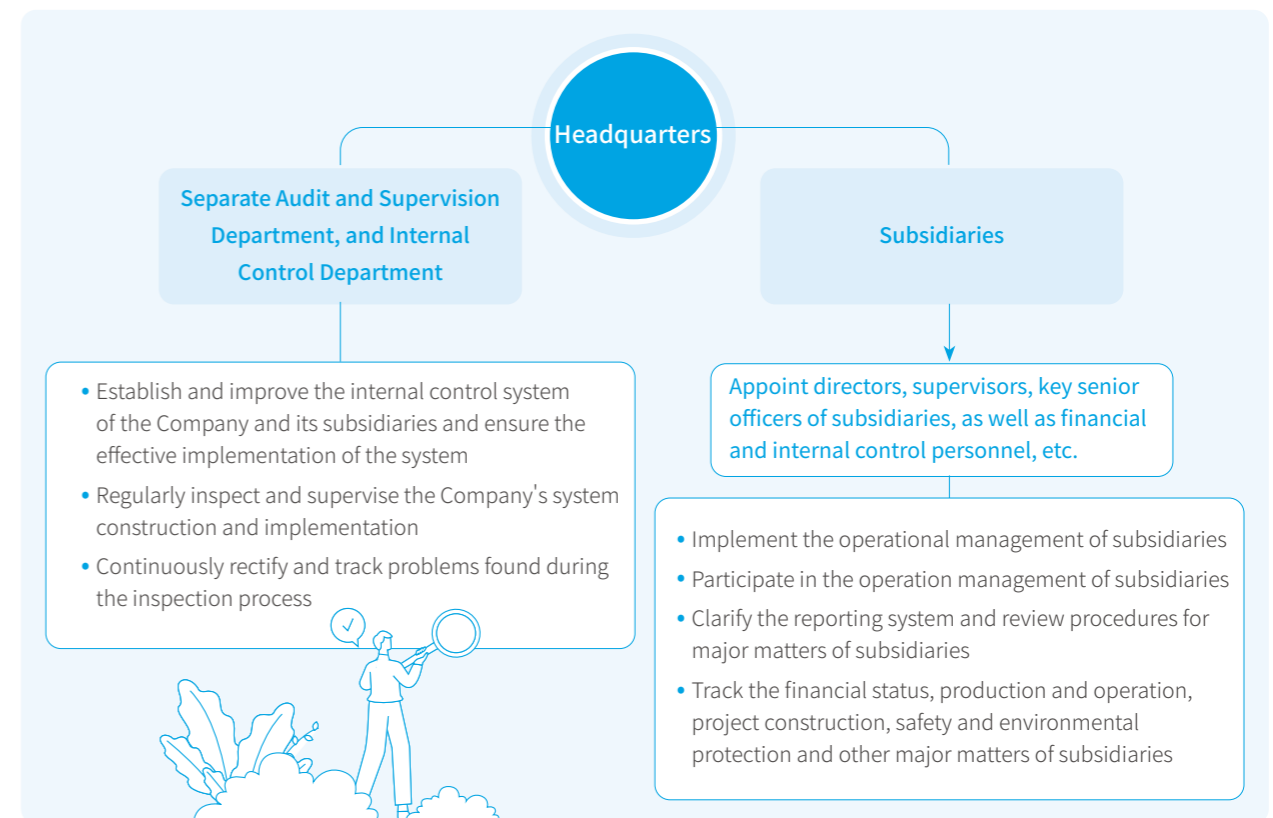 Headquarters
Separate Audit and Supervision
Department, and Internal
Control Department
• Establish and improve the internal control system
of the Company and its subsidiaries and ensure the
effective implementation of the system
• Regularly inspect and supervise the Company's system
construction and implementation
• Continuously rectify and track problems found during
the inspection process
Subsidiaries
Appoint directors, supervisors, key senior
officers of subsidiaries, as well as financial
and internal control personnel, etc.
• Implement the operational management of subsidiaries
• Participate in the operation management of subsidiaries
• Clarify the reporting system and review procedures for
major matters of subsidiaries
• Track the financial status, production and operation,
project construction, safety and environmental
protection and other major matters of subsidiaries